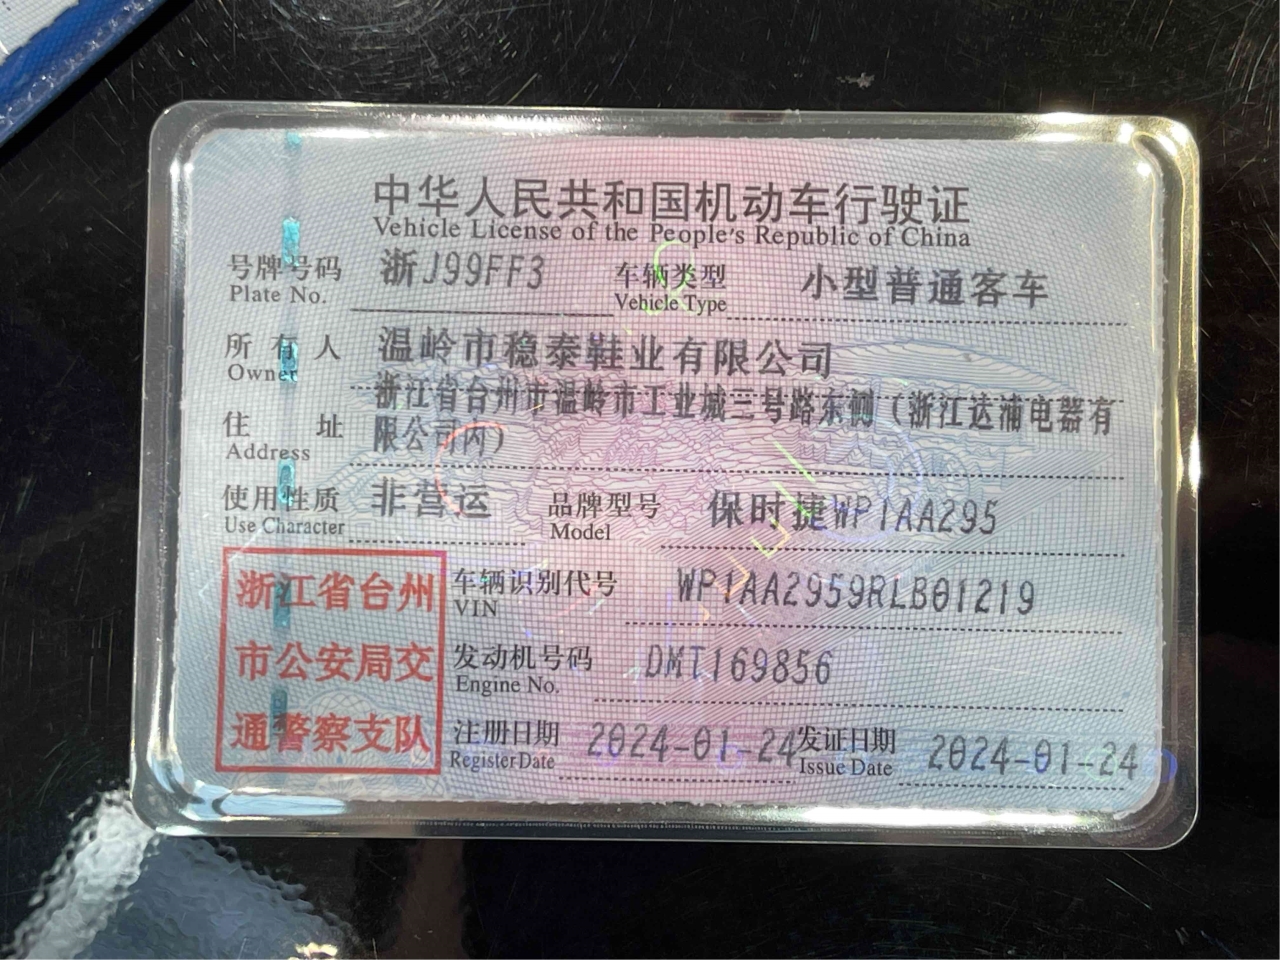 中华人民共和国机动车行驶证
Vehicle License of the People's Republic of China
号牌号码 浙J99FF3 车辆类型 小型普通客车
Plate No. Vehicle Type
所有人 温岭市稳泰鞋业有限公司
Owner
浙江省台州市温岭市工业城三号路东侧（浙江达浦电器有
住址 限公司内）
Address
使用性质 非营运 品牌型号 保时捷WP1AA295
Use Character Model
浙江省台州 车辆识别代号 WP1AA2959RLB01219
VIN
市公安局交 发动机号码 DMT169856
Engine No.
通警察支队 注册日期 2024-01-24 发证日期 2024-01-24
Register Date Issue Date